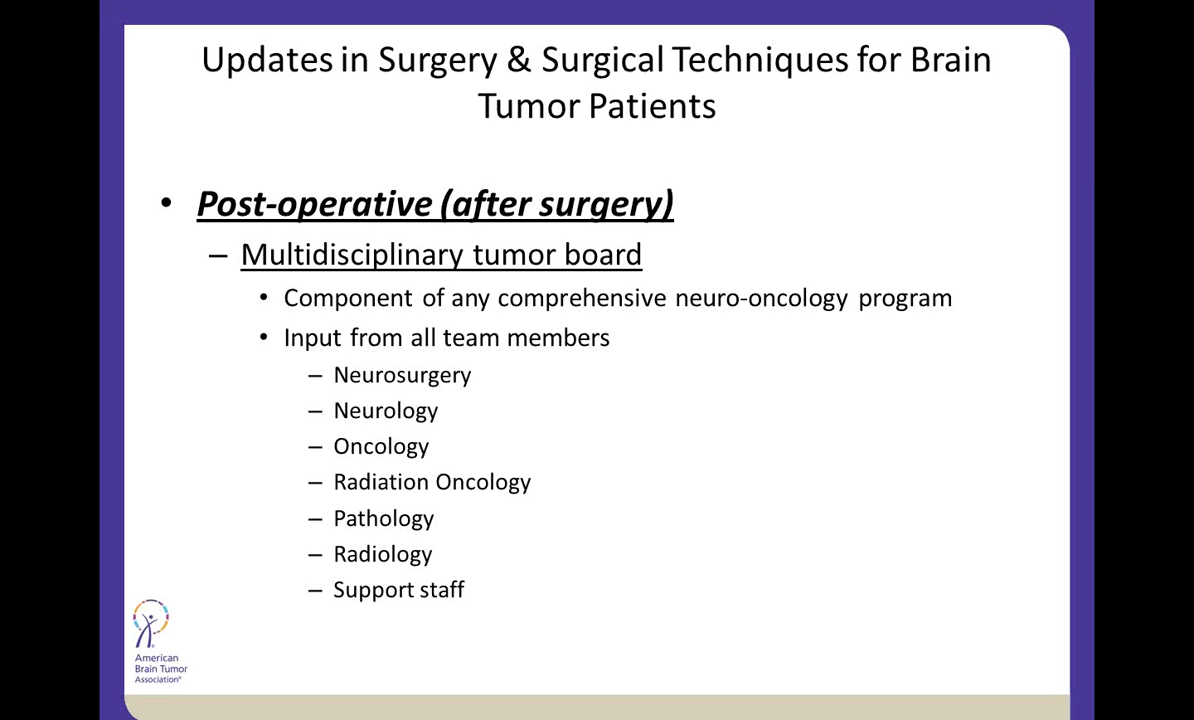 Updates in Surgery & Surgical Techniques for Brain
Tumor Patients
• Post-operative (after surgery)
– Multidisciplinary tumor board
• Component of any comprehensive neuro-oncology program
• Input from all team members
– Neurosurgery
– Neurology
– Oncology
– Radiation Oncology
– Pathology
– Radiology
– Support staff
American
Brain Tumor
Association®